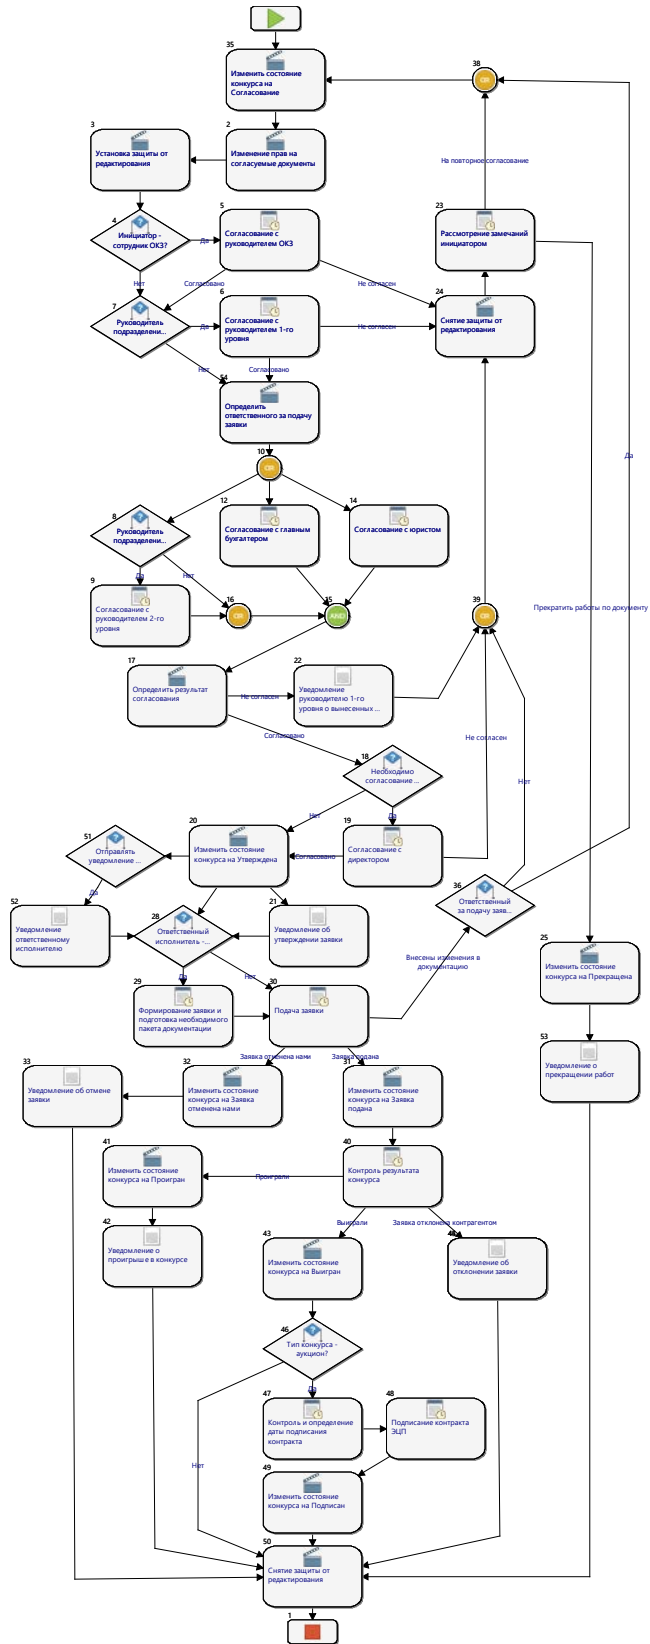 35
Изменить состояние
конкурса на
Согласование
38
OR
3
Установка защиты от
редактирования
2
Изменение прав на
согласуемые документы
На повторное согласование
4
Инициатор -
сотрудник ОКЗ?
Да
5
Согласование с
руководителем ОКЗ
23
Рассмотрение замечаний
инициатором
Нет
Согласовано
Не согласен
7
Руководитель
подразделени...
Да
6
Согласование с
руководителем 1-го
уровня
Не согласен
24
Снятие защиты от
редактирования
Нет
Согласовано
54
Определить
ответственного за подачу
заявки
Да
10
OR
8
Руководитель
подразделени...
12
Согласование с главным
бухгалтером
14
Согласование с юристом
Да
Нет
9
Согласование с
руководителем 2-го
уровня
16
OR
15
AND
39
OR
Прекратить работы по документу
17
Определить результат
согласования
Не согласен
22
Уведомление
руководителю 1-го
уровня о вынесенных ...
Согласовано
Не согласен
18
Необходимо
согласование ...
Нет
Нет
Да
51
Отправлять
уведомление ...
20
Изменить состояние
конкурса на Утверждена
Согласовано
19
Согласование с
директором
Да
36
Ответственный
за подачу заяв...
52
Уведомление
ответственному
исполнителю
28
Ответственный
исполнитель -...
21
Уведомление об
утверждении заявки
Внесены изменения в
документацию
25
Изменить состояние
конкурса на Прекращена
Да
Нет
29
Формирование заявки и
подготовка необходимого
пакета документации
30
Подача заявки
53
Уведомление о
прекращении работ
Заявка отменена нами
Заявка подана
33
Уведомление об отмене
заявки
32
Изменить состояние
конкурса на Заявка
отменена нами
31
Изменить состояние
конкурса на Заявка
подана
41
Изменить состояние
конкурса на Проигран
Проиграли
40
Контроль результата
конкурса
Выиграли
Заявка отклонена контрагентом
42
Уведомление о
проигрыше в конкурсе
43
Изменить состояние
конкурса на Выигран
Уведомление об
отклонении заявки
46
Тип конкурса -
аукцион?
Да
Нет
47
Контроль и определение
даты подписания
контракта
48
Подписание контракта
ЭЦП
49
Изменить состояние
конкурса на Подписан
50
Снятие защиты от
редактирования
1